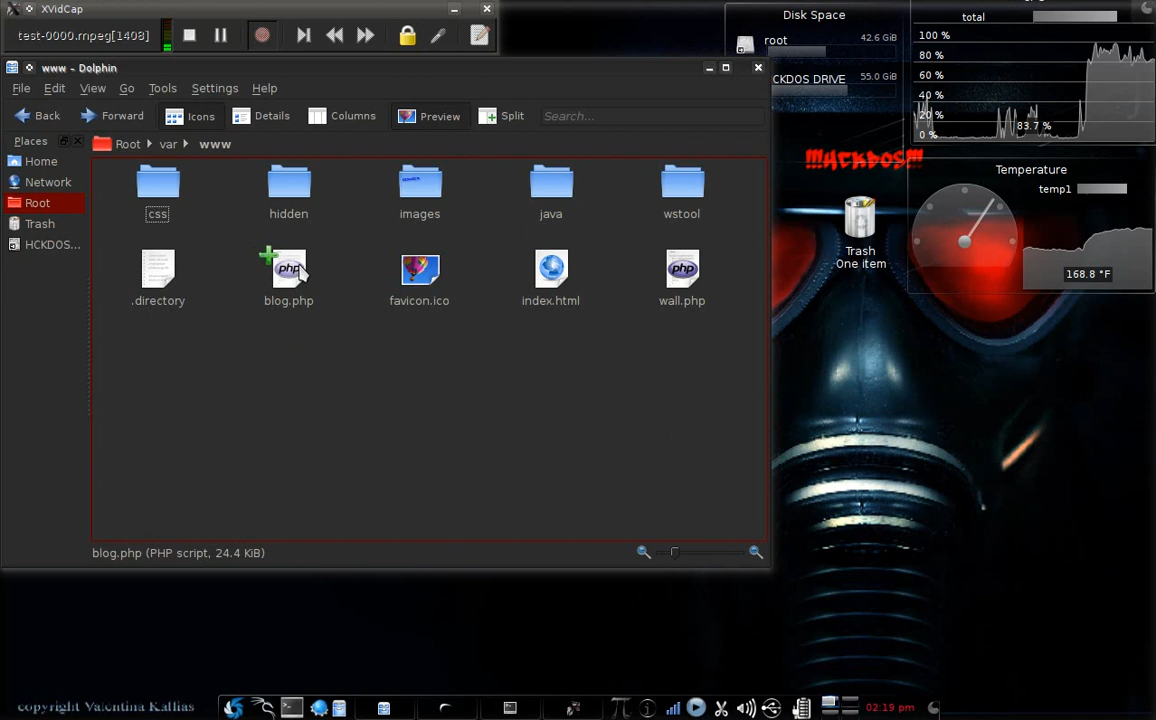 XVidCap
test-0000.mpeg[1408]
www - Dolphin
File Edit View Go Tools Settings Help
Back Forward Icons Details Columns Preview Split Search...
Places
Root var www
Home
Network
Root
Trash
HCKDOS...
css hidden images java wstool
.directory
php
blog.php
favicon.ico
index.html
php
wall.php
blog.php (PHP script, 24.4 KiB)
Disk Space
root 42.6 GiB
CKDOS DRIVE 55.0 GiB
total
100 %
80 %
60 %
40 %
20 %
0 %
83.7 %
Temperature
temp1
168.8 °F
!!!HCKDOS!!!
Trash
One item
copyright Valentina Kallias
02:19 pm